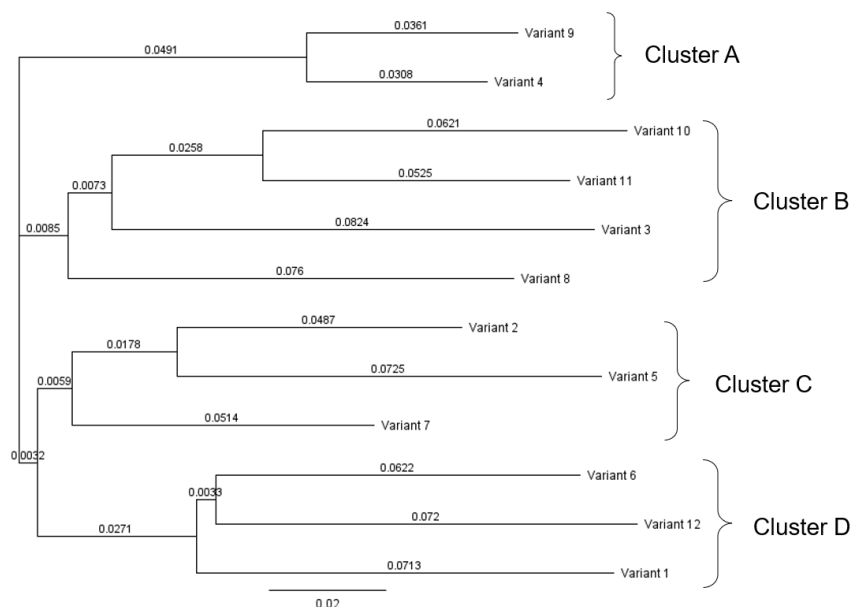 0.0361
Variant 9
0.0491
Cluster A
0.0308
Variant 4
0.0621
Variant 10
0.0258
0.0525
Variant 11
0.0073
Cluster B
0.0824
Variant 3
0.0085
0.076
Variant 8
0.0487
Variant 2
0.0178
0.0725
Variant 5
0.0059
Cluster C
0.0514
Variant 7
0.0032
0.0622
Variant 6
0.0033
0.072
Variant 12
0.0271
Cluster D
0.0713
Variant 1
0.02